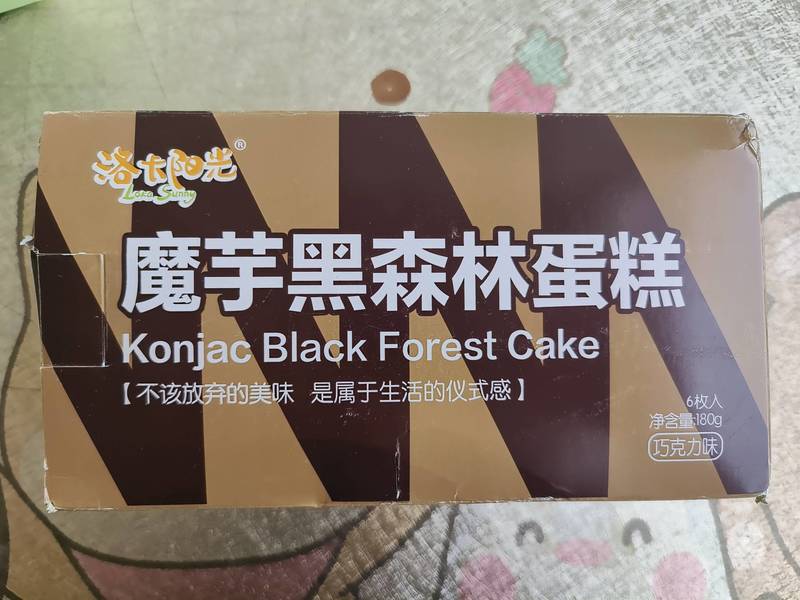 洛卡阳光®
Loka Sunny
魔芋黑森林蛋糕
Konjac Black Forest Cake
【不该放弃的美味 是属于生活的仪式感】
6枚入
净含量:180g
巧克力味